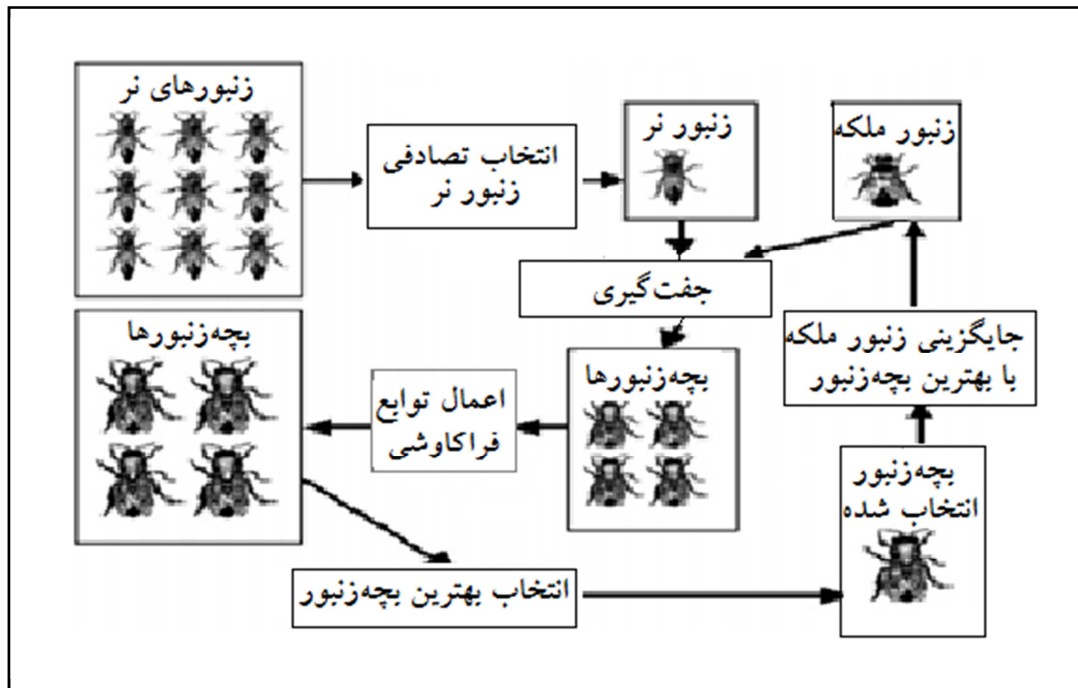 زنبورهای نر
انتخاب تصادفی
زنبور نر
زنبور نر
زنبور ملکه
جفت‌گیری
بچه‌زنبورها
اعمال توابع
فراکاوشی
بچه‌زنبورها
انتخاب بهترین بچه‌زنبور
بچه‌زنبور
انتخاب شده
جایگزینی زنبور ملکه
با بهترین بچه‌زنبور